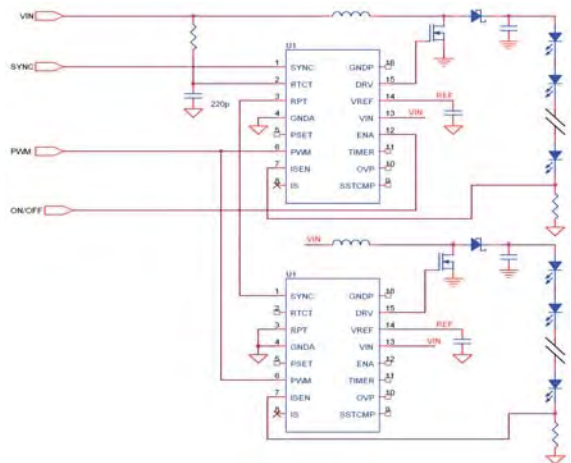 VIN
U1
SYNC
1 SYNC GNDP 16
2 RTCT DRV 15
220p
3 RPT VREF 14 REF
4 GNDA VIN 13 VIN
5 PSET ENA 12
PWM
6 PWM TIMER 11
7 ISEN OVP 10
8 IS SSTCMP 9
ON/OFF
VIN
U1
1 SYNC GNDP 16
2 RTCT DRV 15
3 RPT VREF 14 REF
4 GNDA VIN 13 VIN
5 PSET ENA 12
6 PWM TIMER 11
7 ISEN OVP 10
8 IS SSTCMP 9